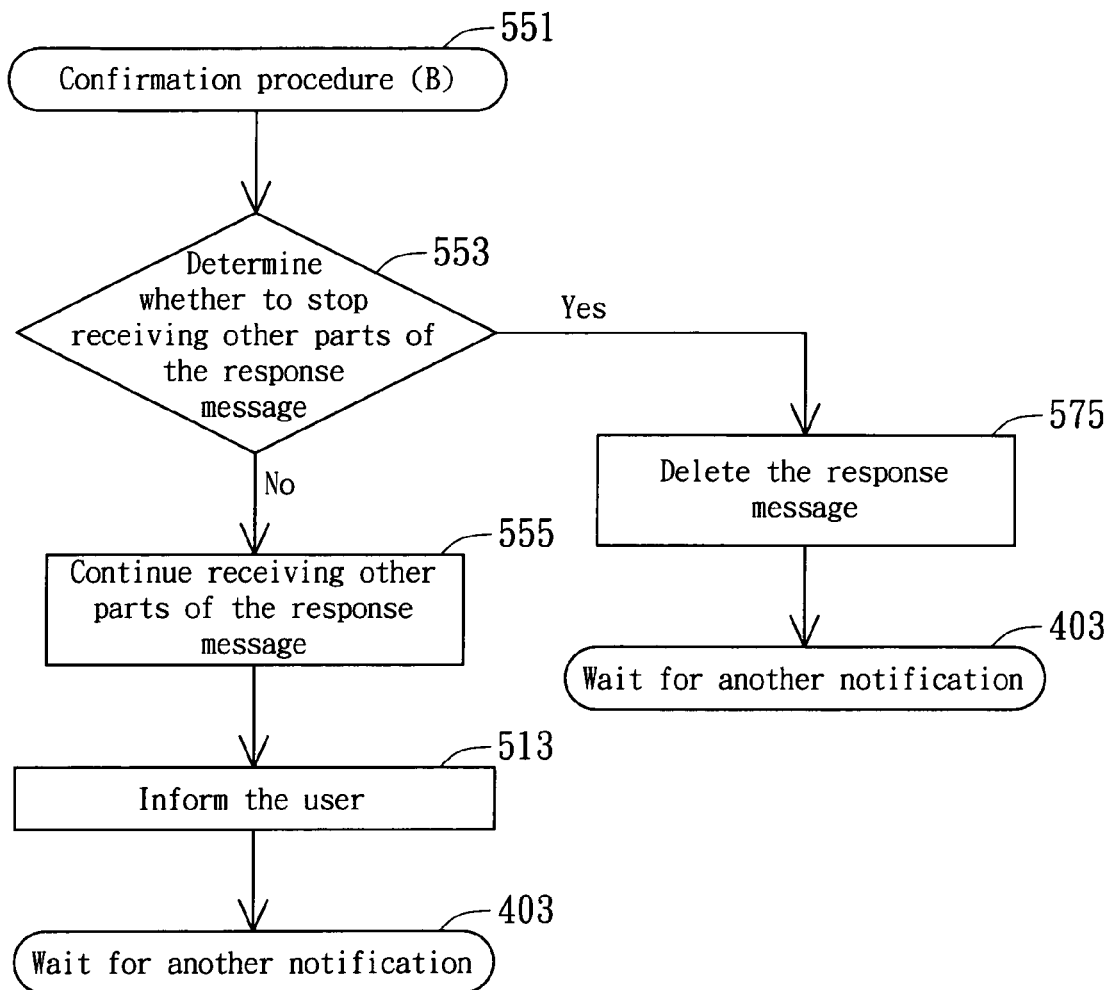 551
Confirmation procedure (B)
553
Determine
whether to stop
receiving other parts of
the response
message
Yes
No
575
Delete the response
message
555
Continue receiving other
parts of the response
message
403
Wait for another notification
513
Inform the user
403
Wait for another notification